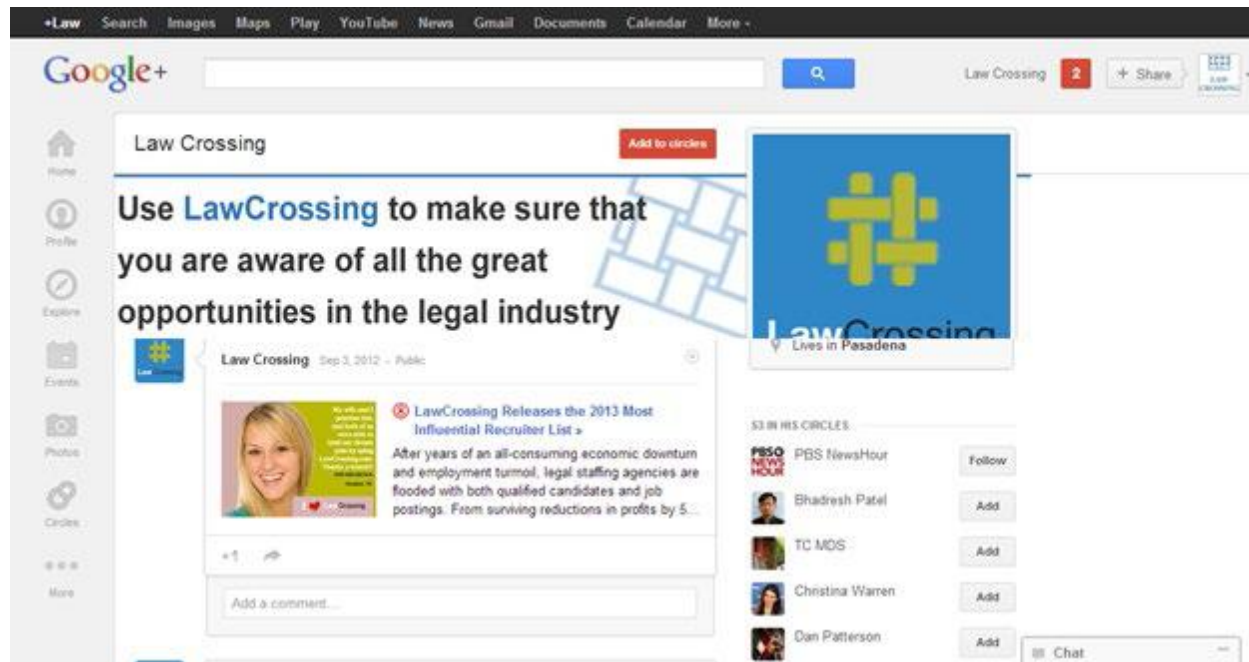 +Law Search Images Maps Play YouTube News Gmail Documents Calendar More
Google+
Law Crossing 2 + Share
Home
Profile
Explore
Events
Photos
Circles
More
Law Crossing Add to circles
Use LawCrossing to make sure that
you are aware of all the great
opportunities in the legal industry
LawCrossing
Lives in Pasadena
Law Crossing Sep 3, 2012 - Public
LawCrossing Releases the 2013 Most
Influential Recruiter List »
After years of an all-consuming economic downturn
and employment turmoil, legal staffing agencies are
flooded with both qualified candidates and job
postings. From surviving reductions in profits by 5...
+1
Add a comment...
53 IN HIS CIRCLES
PBSO NEWS HOUR PBS NewsHour Follow
Bhadresh Patel Add
TC MDS Add
Christina Warren Add
Dan Patterson Add
Chat